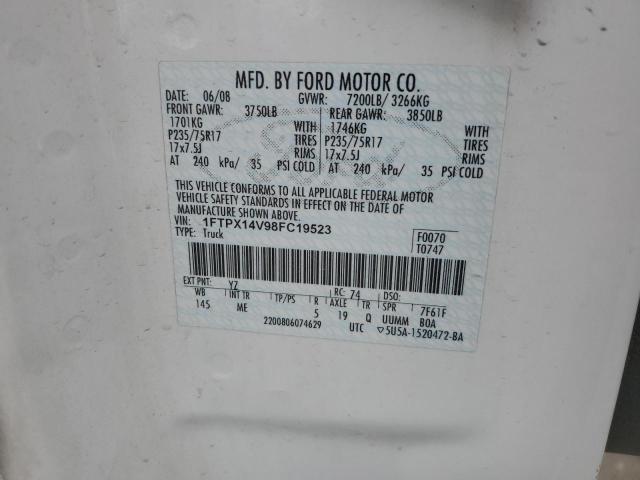 MFD. BY FORD MOTOR CO.
DATE: 06/08 GVWR: 7200LB/ 3266KG
FRONT GAWR: 3750LB REAR GAWR: 3850LB
1701KG WITH 1746KG WITH
P235/75R17 TIRES P235/75R17 TIRES
17x7.5J RIMS 17x7.5J RIMS
AT 240 kPa/ 35 PSI COLD AT 240 kPa/ 35 PSI COLD
THIS VEHICLE CONFORMS TO ALL APPLICABLE FEDERAL MOTOR
VEHICLE SAFETY STANDARDS IN EFFECT ON THE DATE OF
MANUFACTURE SHOWN ABOVE.
VIN: 1FTPX14V98FC19523 F0070
TYPE: Truck T0747
EXT PNT: YZ RC: 74 DSO:
WB INT TR TP/PS R AXLE TR SPR 7F61F
145 ME 5 19 Q UUMM BOA
2200806074629 UTC ▽5U5A-1520472-BA